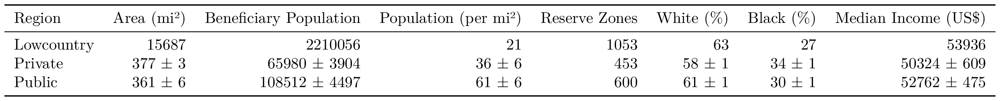 Region Area (mi²) Beneficiary Population Population (per mi²) Reserve Zones White (%) Black (%) Median Income (US$)
Lowcountry 15687 2210056 21 1053 63 27 53936
Private 377 ± 3 65980 ± 3904 36 ± 6 453 58 ± 1 34 ± 1 50324 ± 609
Public 361 ± 6 108512 ± 4497 61 ± 6 600 61 ± 1 30 ± 1 52762 ± 475